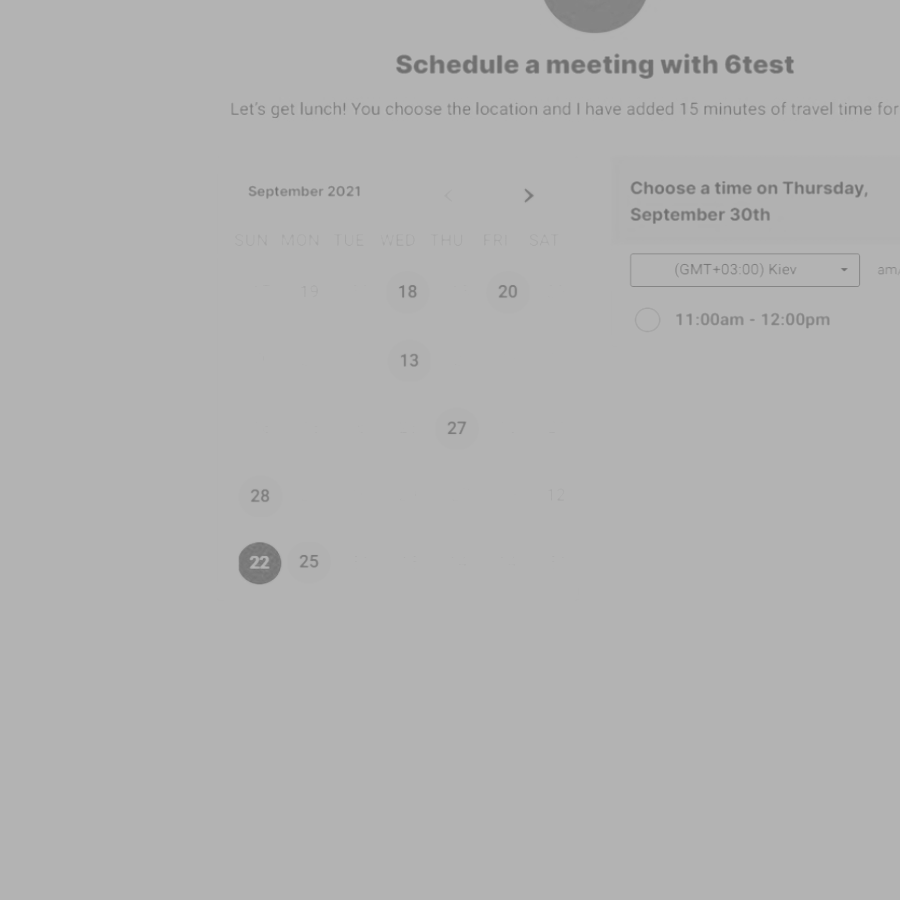 Schedule a meeting with 6test
Let's get lunch! You choose the location and I have added 15 minutes of travel time for
September 2021
SUN MON TUE WED THU FRI SAT
19 18 20
13
27
28 12
22 25
Choose a time on Thursday,
September 30th
(GMT+03:00) Kiev
11:00am - 12:00pm